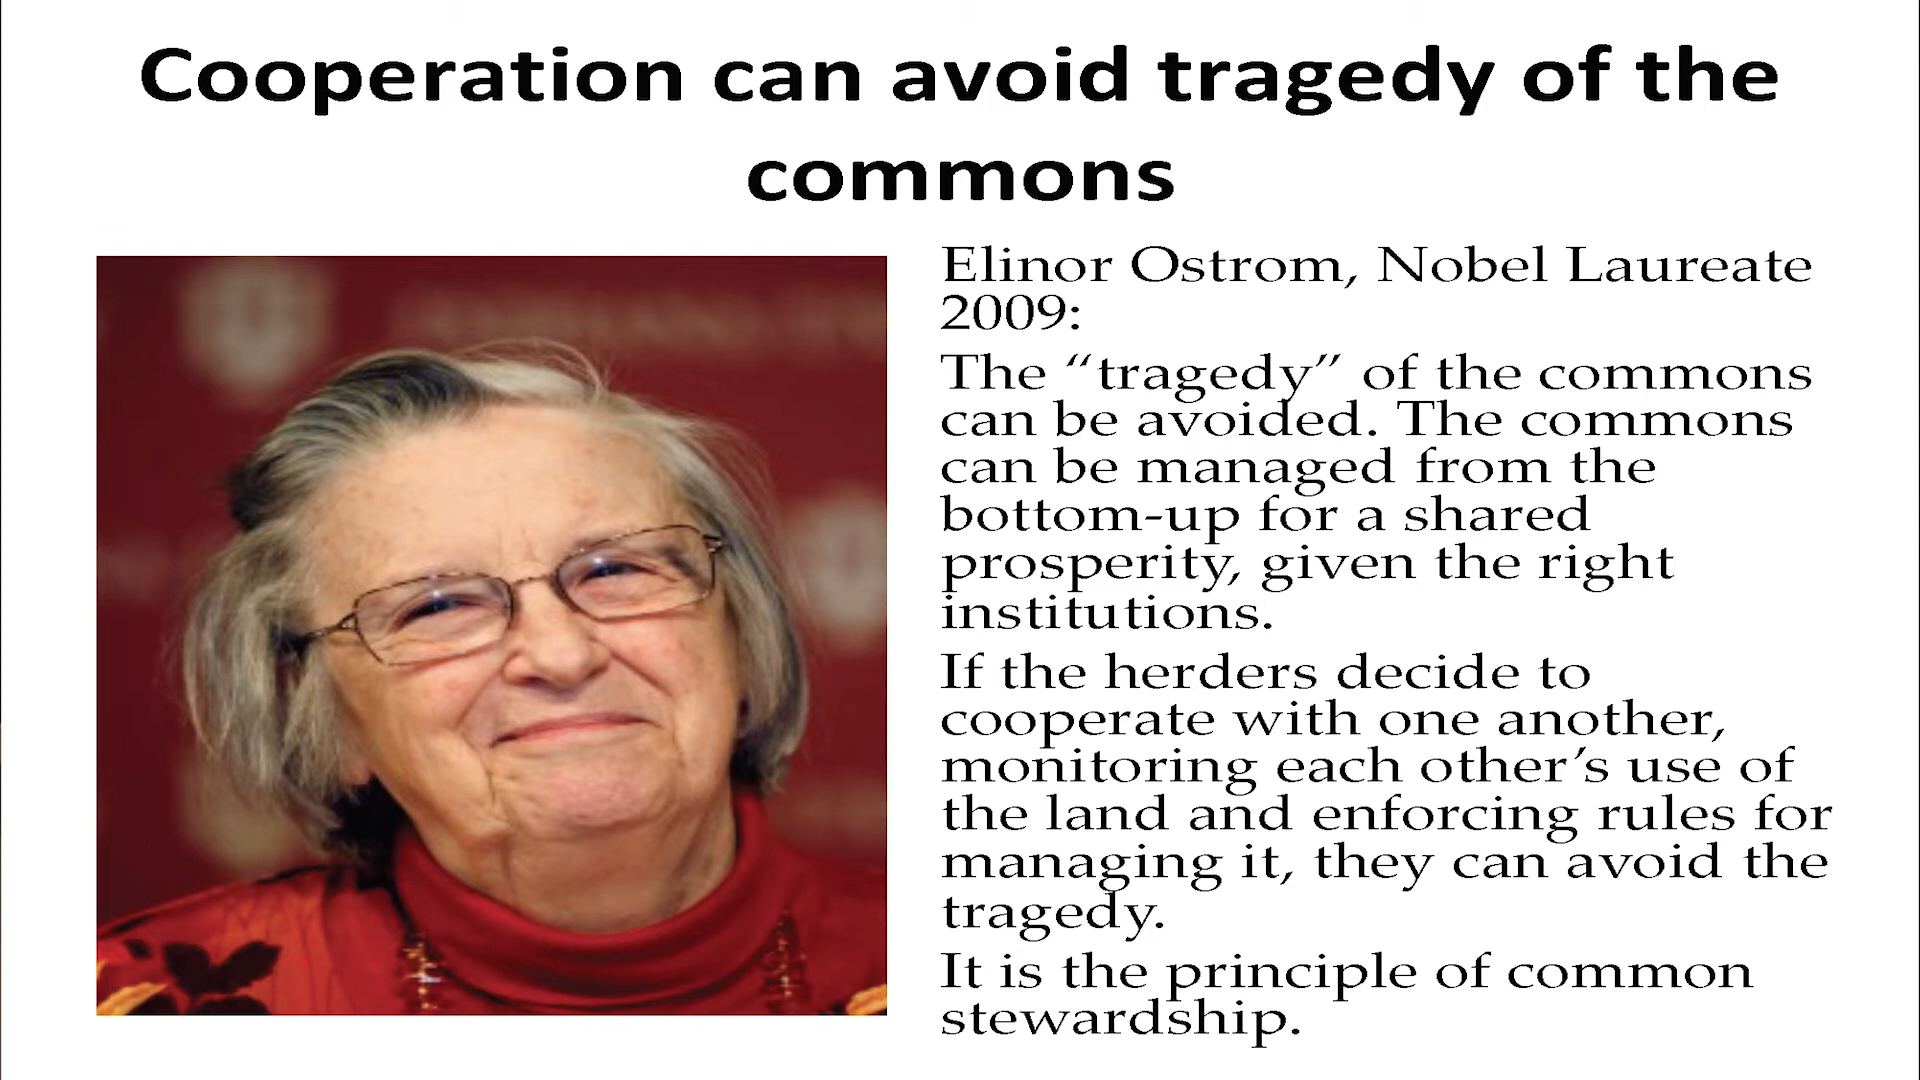 Cooperation can avoid tragedy of the
commons
Elinor Ostrom, Nobel Laureate
2009:
The “tragedy” of the commons
can be avoided. The commons
can be managed from the
bottom-up for a shared
prosperity, given the right
institutions.
If the herders decide to
cooperate with one another,
monitoring each other’s use of
the land and enforcing rules for
managing it, they can avoid the
tragedy.
It is the principle of common
stewardship.